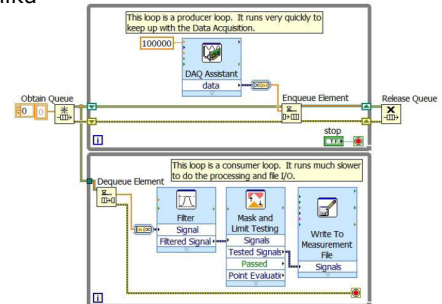 This loop is a producer loop. It runs very quickly to
keep up with the Data Acquisition.
100000
DAQ Assistant
data
Obtain Queue
Enqueue Element
Release Queue
0 0
stop
TF
i
This loop is a consumer loop. It runs much slower
to do the processing and file I/O.
Dequeue Element
Filter
Signal
Filtered Signal
Mask and
Limit Testing
Signals
Tested Signals
Passed
Point Evaluatic
Write To
Measurement
File
Signals
i